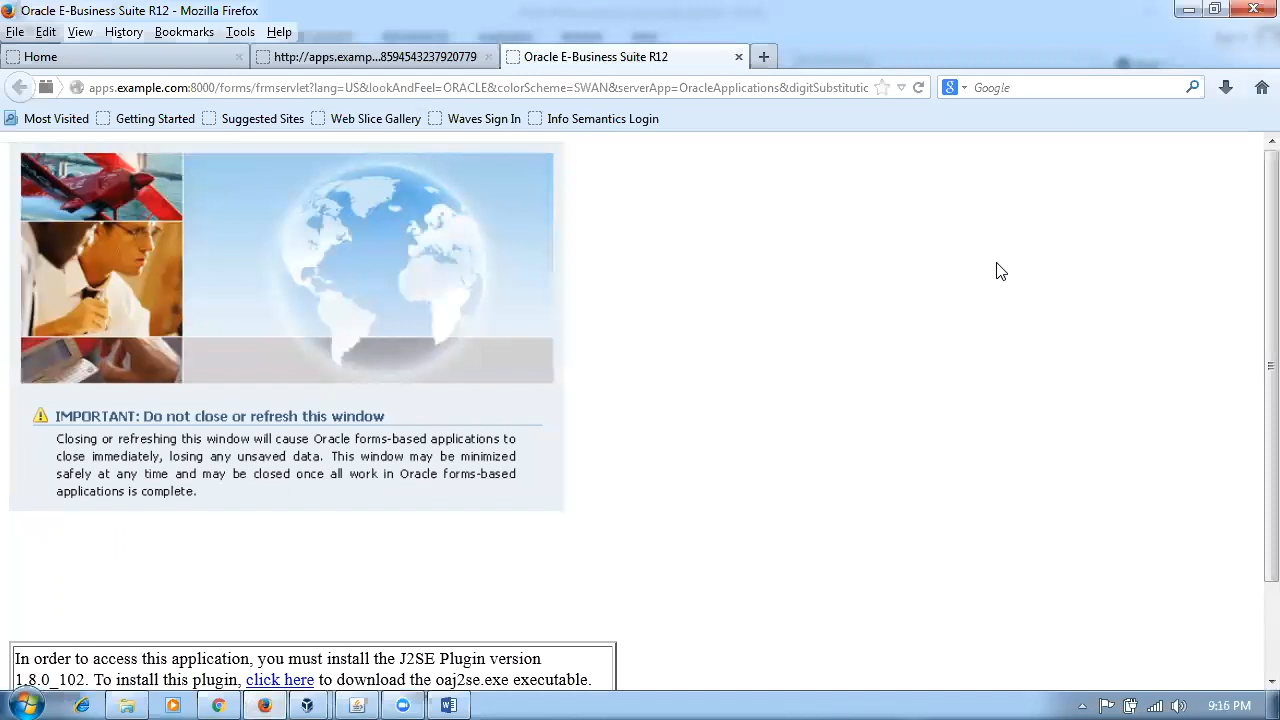 Oracle E-Business Suite R12 - Mozilla Firefox
File Edit View History Bookmarks Tools Help
Home
http://apps.examp...8594543237920779
Oracle E-Business Suite R12
apps.example.com:8000/forms/frmservlet?lang=US&lookAndFeel=ORACLE&colorScheme=SWAN&serverApp=OracleApplications&digitSubstitutic
Google
Most Visited Getting Started Suggested Sites Web Slice Gallery Waves Sign In Info Semantics Login
IMPORTANT: Do not close or refresh this window
Closing or refreshing this window will cause Oracle forms-based applications to
close immediately, losing any unsaved data. This window may be minimized
safely at any time and may be closed once all work in Oracle forms-based
applications is complete.
In order to access this application, you must install the J2SE Plugin version
1.8.0_102. To install this plugin, click here to download the oaj2se.exe executable.
9:16 PM